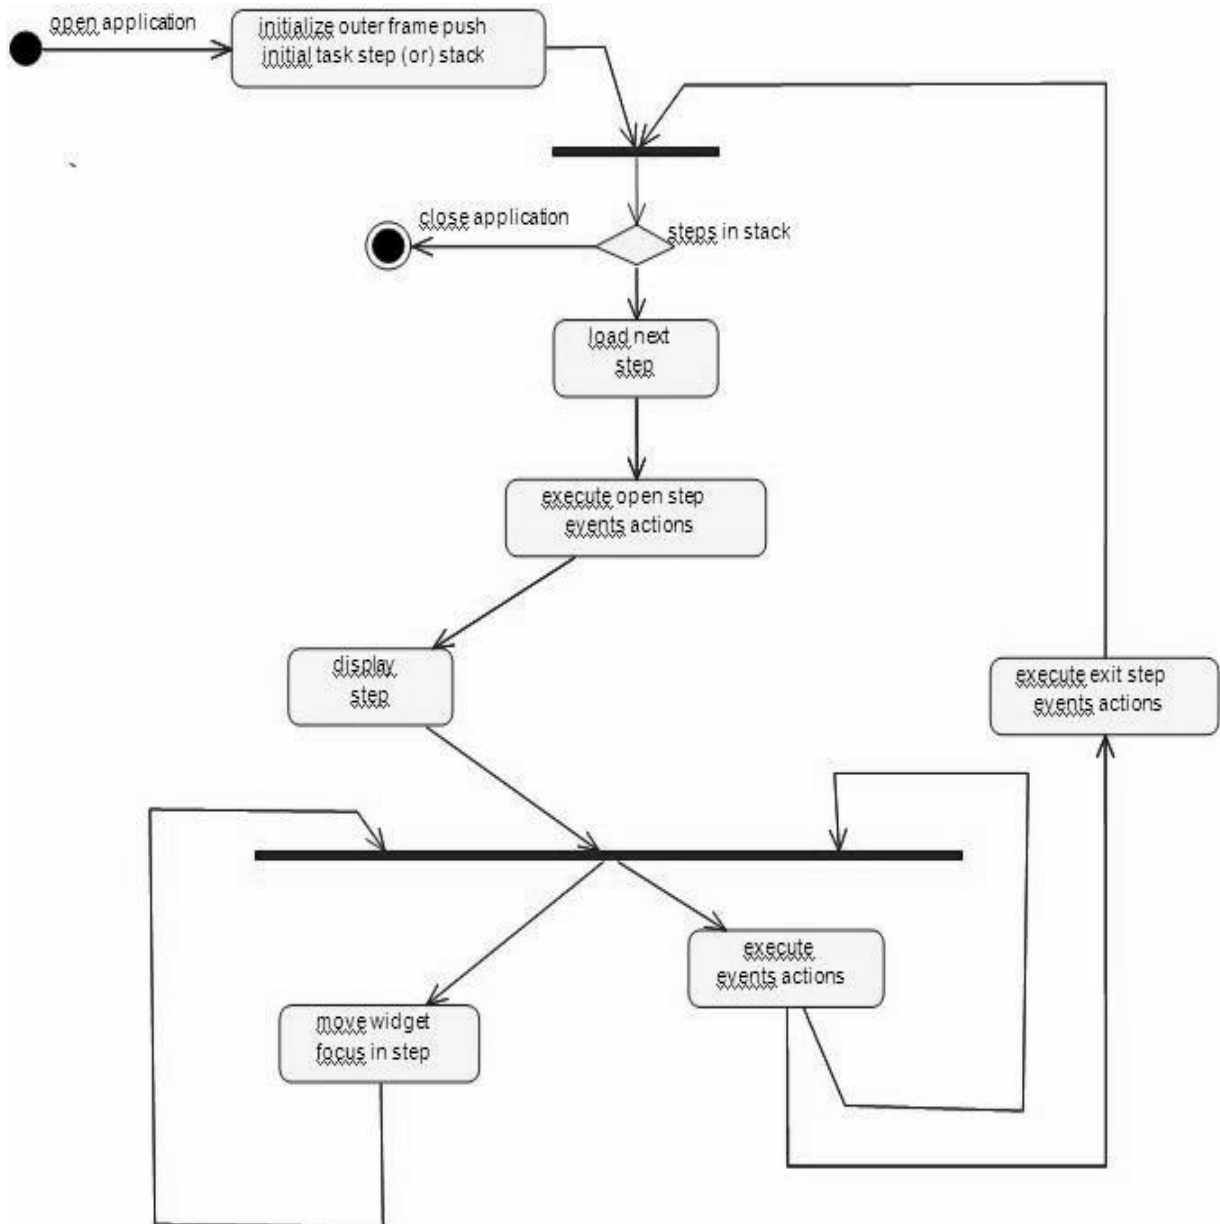 open application
initialize outer frame push
initial task step (or) stack
close application
steps in stack
load next
step
execute open step
events actions
display
step
execute exit step
events actions
execute
events actions
move widget
focus in step